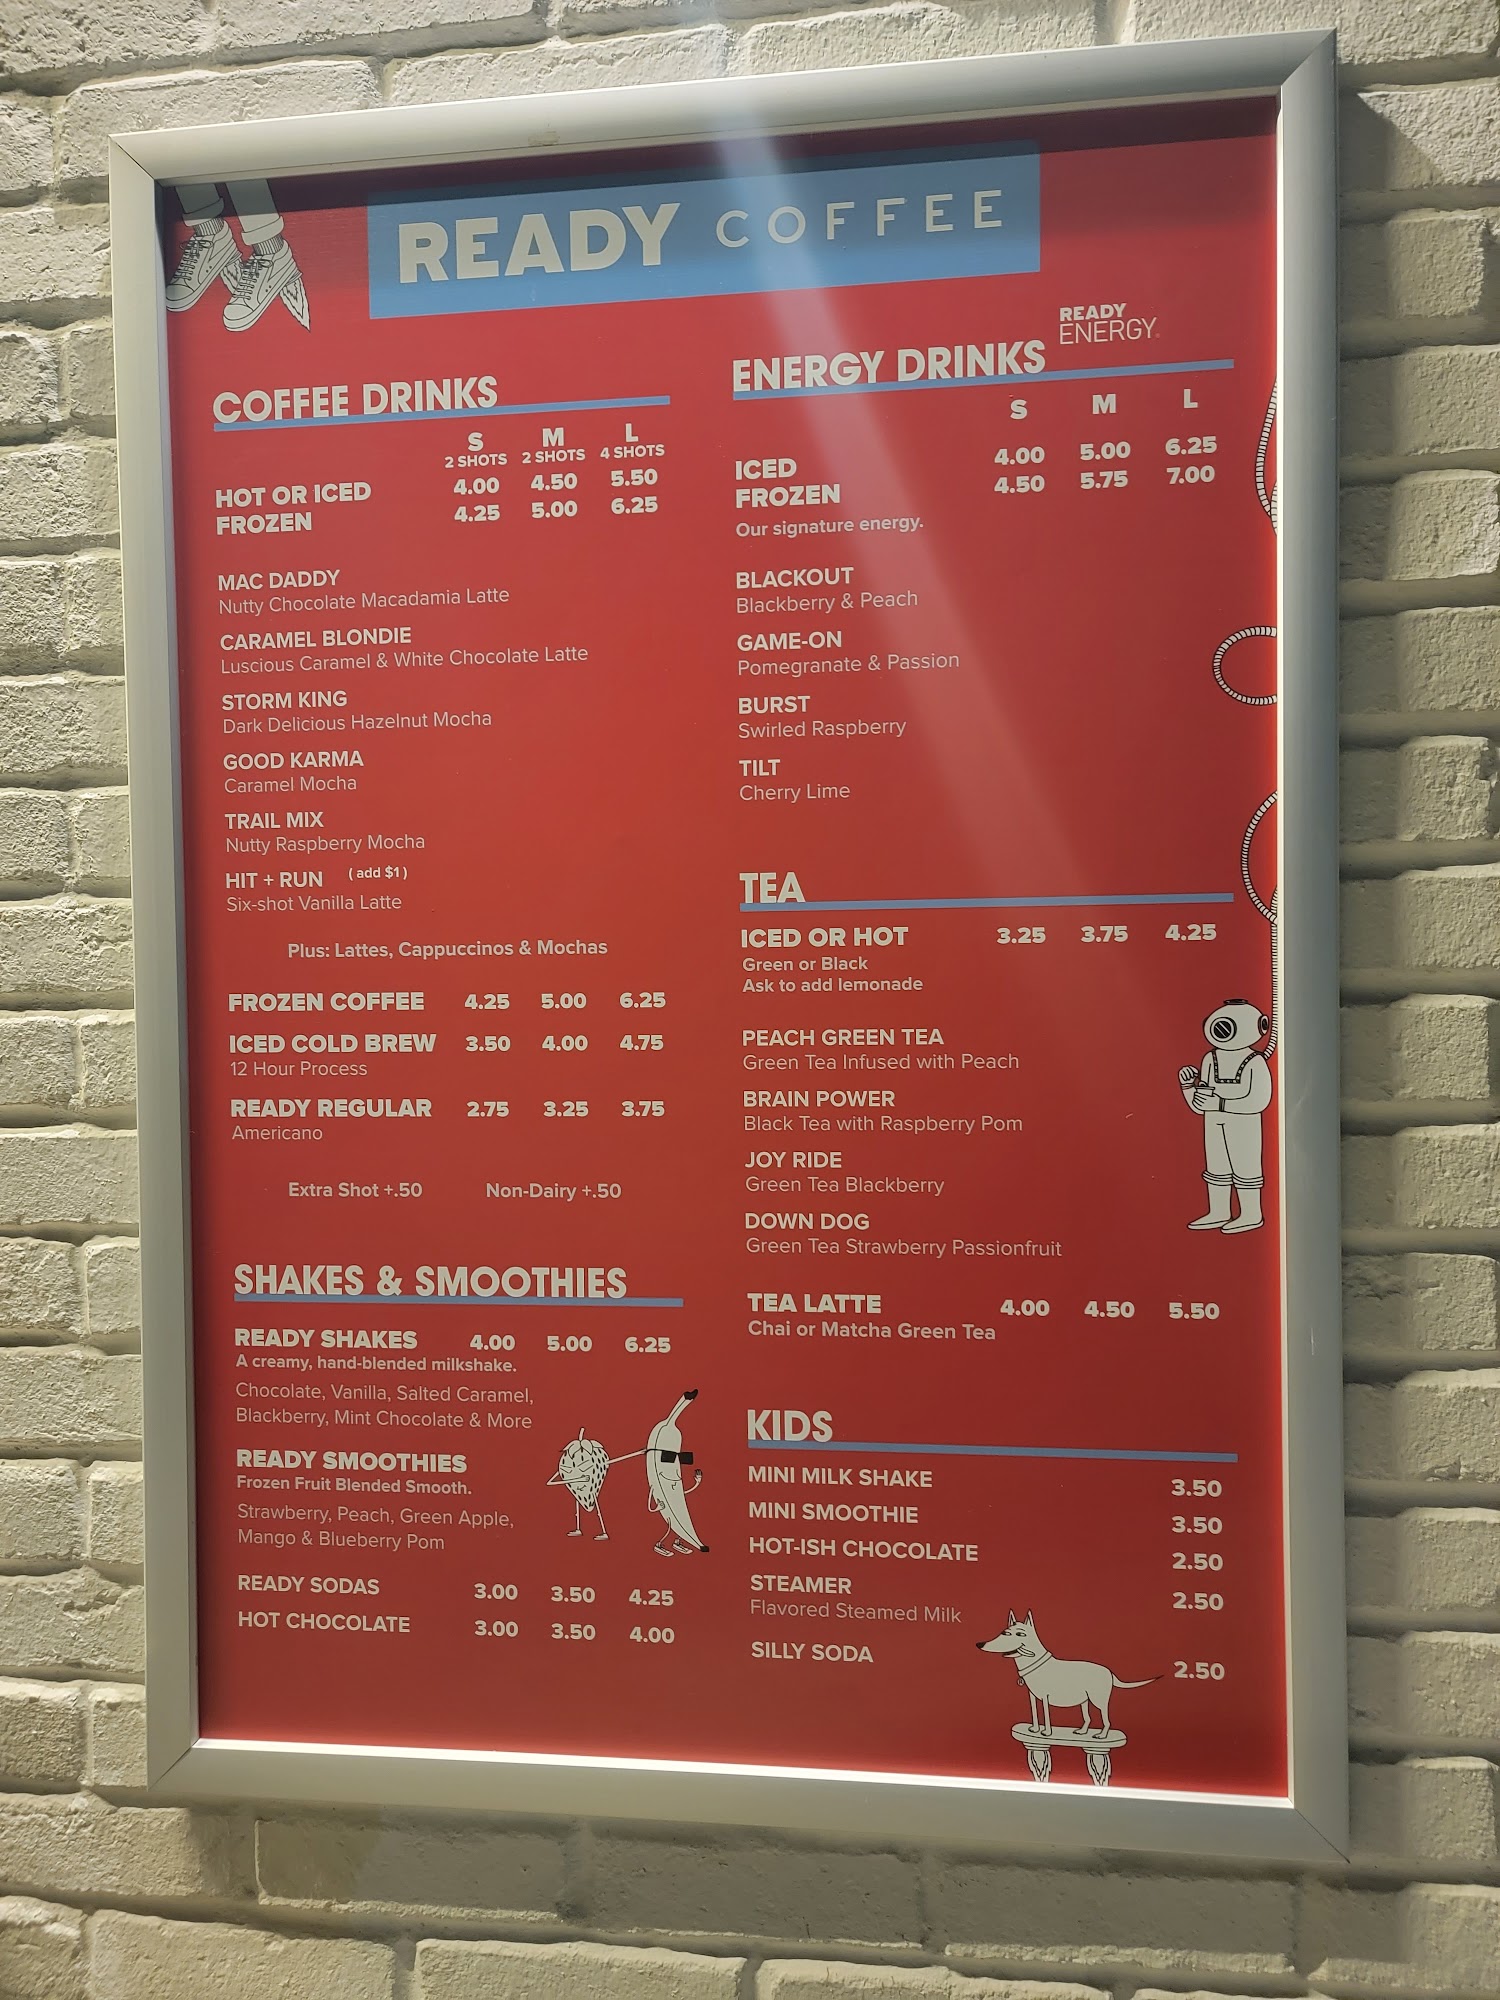 READY COFFEE
COFFEE DRINKS
S M L
2 SHOTS 2 SHOTS 4 SHOTS
HOT OR ICED 4.00 4.50 5.50
FROZEN 4.25 5.00 6.25
MAC DADDY
Nutty Chocolate Macadamia Latte
CARAMEL BLONDIE
Luscious Caramel & White Chocolate Latte
STORM KING
Dark Delicious Hazelnut Mocha
GOOD KARMA
Caramel Mocha
TRAIL MIX
Nutty Raspberry Mocha
HIT + RUN (add $1)
Six-shot Vanilla Latte
Plus: Lattes, Cappuccinos & Mochas
FROZEN COFFEE 4.25 5.00 6.25
ICED COLD BREW 3.50 4.00 4.75
12 Hour Process
READY REGULAR 2.75 3.25 3.75
Americano
Extra Shot +.50 Non-Dairy +.50
SHAKES & SMOOTHIES
READY SHAKES 4.00 5.00 6.25
A creamy, hand-blended milkshake.
Chocolate, Vanilla, Salted Caramel,
Blackberry, Mint Chocolate & More
READY SMOOTHIES
Frozen Fruit Blended Smooth.
Strawberry, Peach, Green Apple,
Mango & Blueberry Pom
READY SODAS 3.00 3.50 4.25
HOT CHOCOLATE 3.00 3.50 4.00
READY
ENERGY
ENERGY DRINKS
S M L
ICED 4.00 5.00 6.25
FROZEN 4.50 5.75 7.00
Our signature energy.
BLACKOUT
Blackberry & Peach
GAME-ON
Pomegranate & Passion
BURST
Swirled Raspberry
TILT
Cherry Lime
TEA
ICED OR HOT 3.25 3.75 4.25
Green or Black
Ask to add lemonade
PEACH GREEN TEA
Green Tea Infused with Peach
BRAIN POWER
Black Tea with Raspberry Pom
JOY RIDE
Green Tea Blackberry
DOWN DOG
Green Tea Strawberry Passionfruit
TEA LATTE 4.00 4.50 5.50
Chai or Matcha Green Tea
KIDS
MINI MILK SHAKE 3.50
MINI SMOOTHIE 3.50
HOT-ISH CHOCOLATE 2.50
STEAMER 2.50
Flavored Steamed Milk
SILLY SODA 2.50